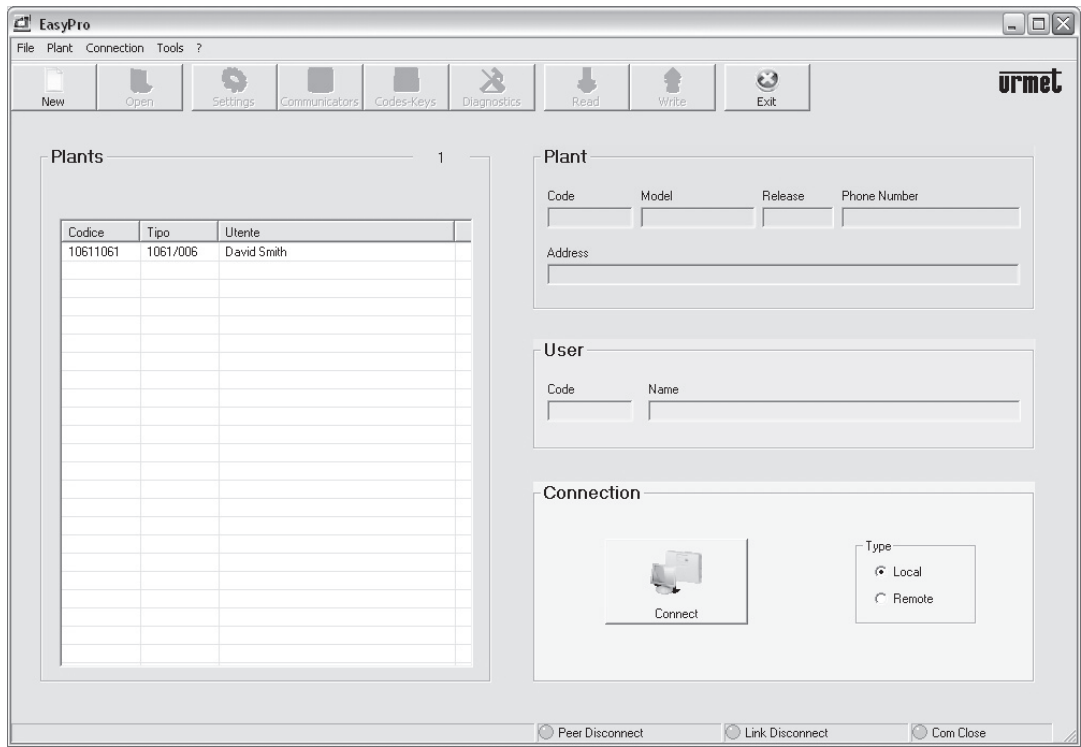 EasyPro
File Plant Connection Tools ?
New Open Settings Communicators Codes-Keys Diagnostics Read Write Exit
urmet
Plants 1
Codice Tipo Utente
10611061 1061/006 David Smith
Plant
Code Model Release Phone Number
Address
User
Code Name
Connection
Connect
Type
Local
Remote
Peer Disconnect Link Disconnect Com Close